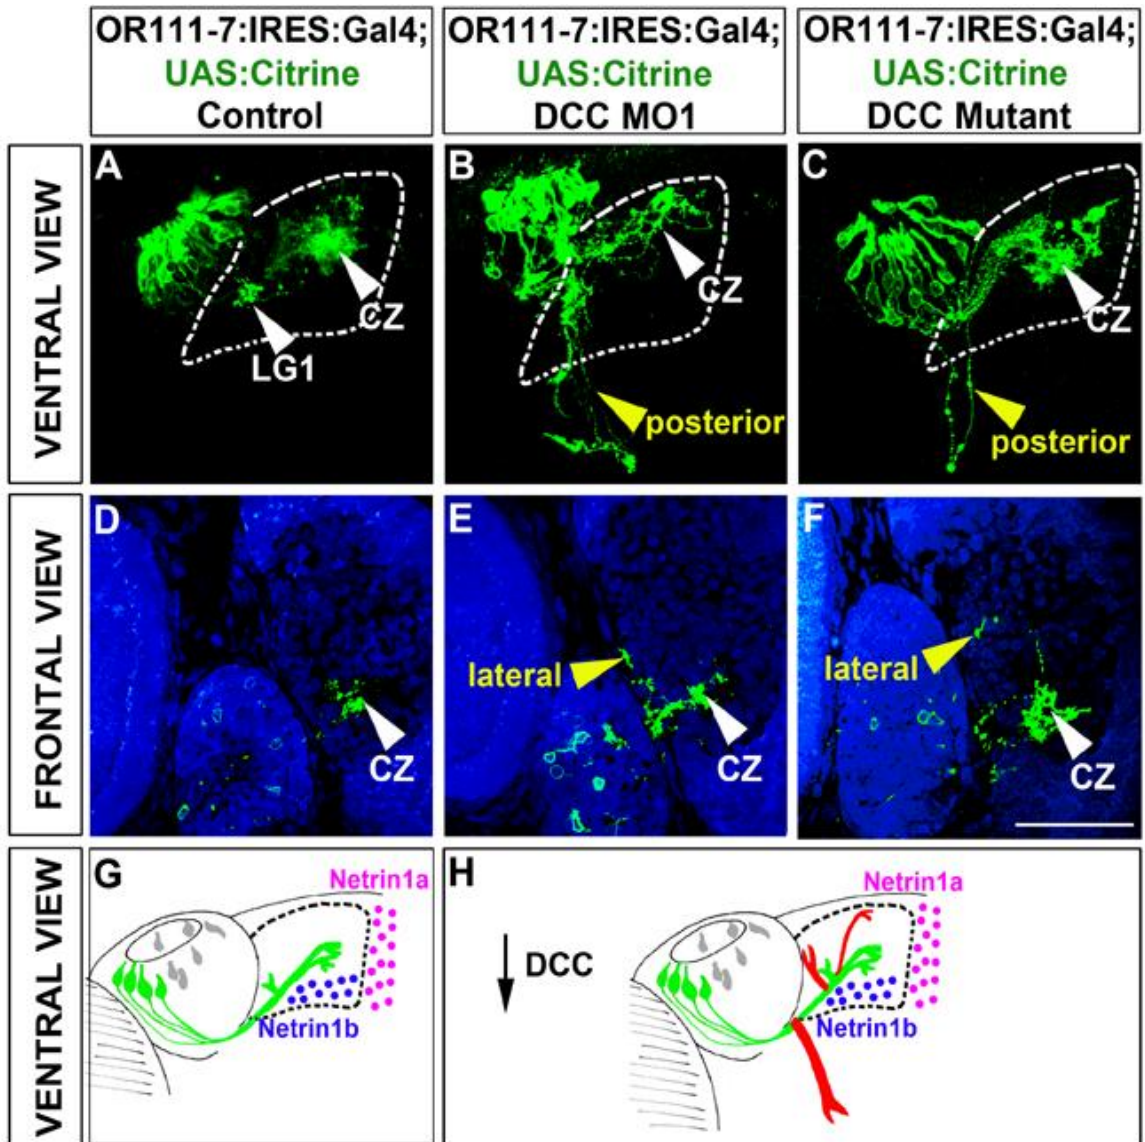 OR111-7:IRES:Gal4;
UAS:Citrine
Control
OR111-7:IRES:Gal4;
UAS:Citrine
DCC MO1
OR111-7:IRES:Gal4;
UAS:Citrine
DCC Mutant
VENTRAL VIEW
A
CZ
LG1
B
CZ
posterior
C
CZ
posterior
FRONTAL VIEW
D
CZ
E
lateral
CZ
F
lateral
CZ
VENTRAL VIEW
G
Netrin1a
Netrin1b
H
DCC
Netrin1a
Netrin1b